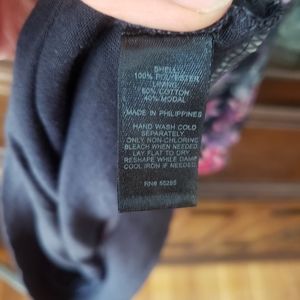 SHELL
100% POLYESTER
LINING
60% COTTON
40% MODAL
MADE IN PHILIPPINES
HAND WASH COLD
SEPARATELY
ONLY NON-CHLORINE
BLEACH WHEN NEEDED
LAY FLAT TO DRY
RESHAPE WHILE DAMP
COOL IRON IF NEEDED
RN# 66285